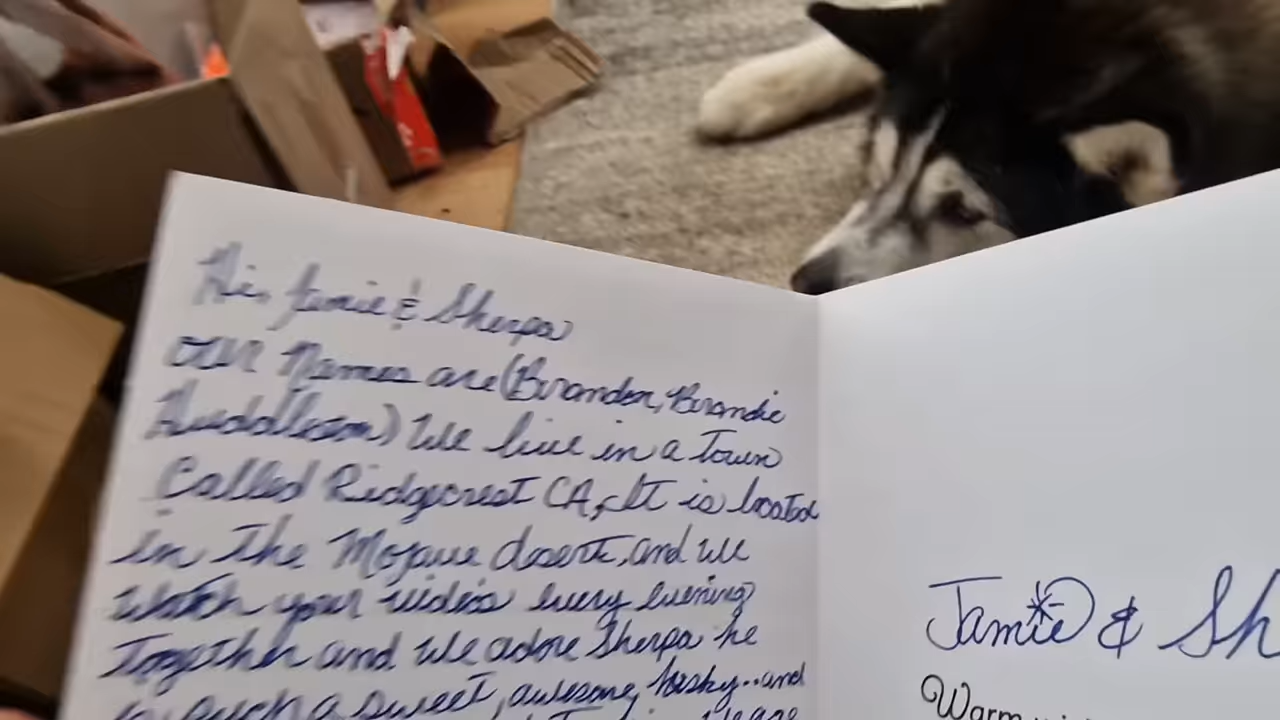 Hi, Jamie & Sherpa
our Names are (Brandon, Brandie
Huddleson) We live in a Town
Called Ridgecrest CA, It is located
in The Mojave desert, and we
watch your video's every evening
Together and we adore Sherpa he
is such a sweet, awesome, husky..and
Jamie & Sh
Warm